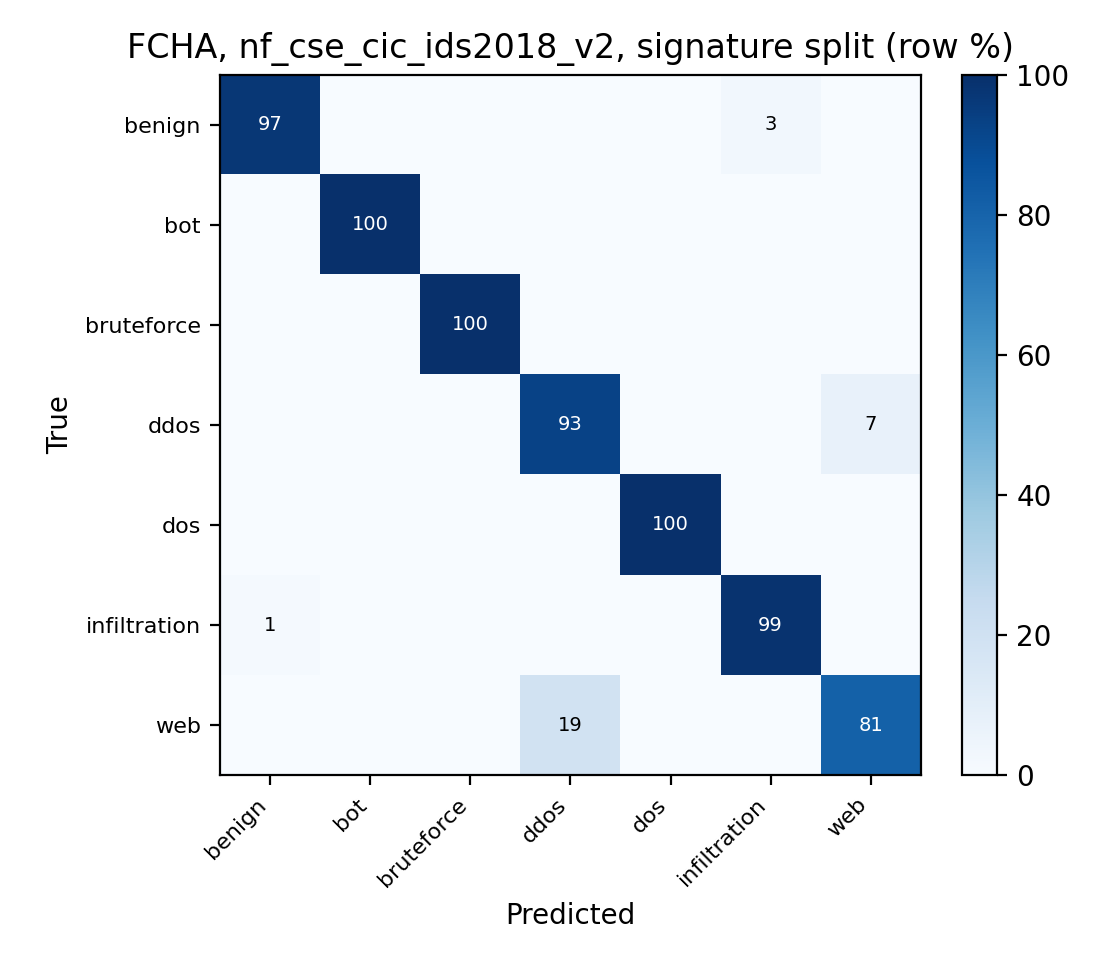 FCHA, nf_cse_cic_ids2018_v2, signature split (row %)
benign 97 3
bot 100
bruteforce 100
ddos 93 7
dos 100
infiltration 1 99
web 19 81
True
benign bot bruteforce ddos dos infiltration web
Predicted
100
80
60
40
20
0